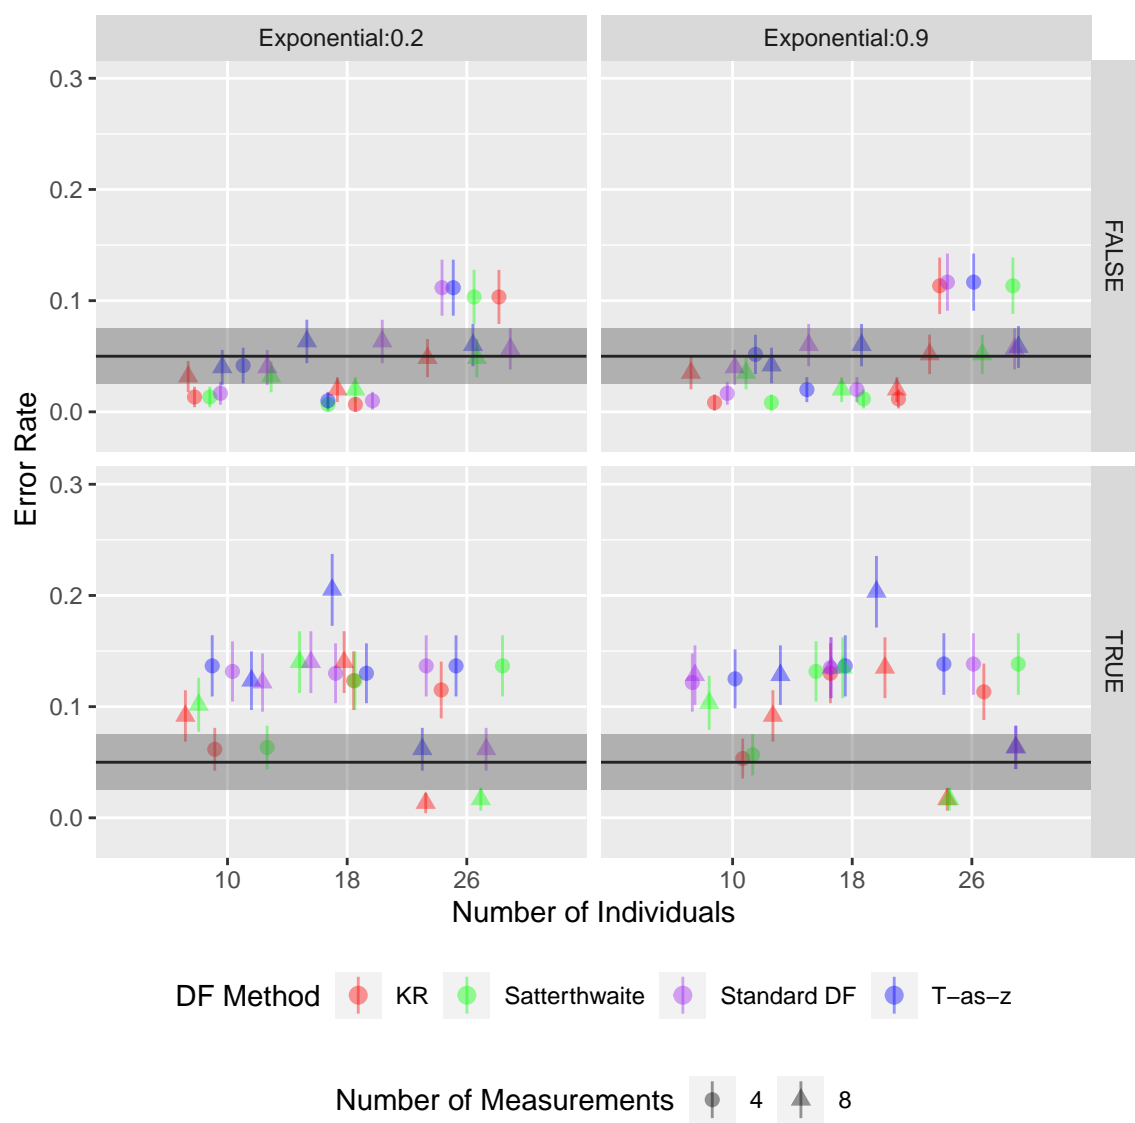 Exponential:0.2 Exponential:0.9
0.3
0.2
0.1
0.0
FALSE
Error Rate
0.3
0.2
0.1
0.0
TRUE
10 18 26 10 18 26
Number of Individuals
DF Method KR Satterthwaite Standard DF T−as−z
Number of Measurements 4 8